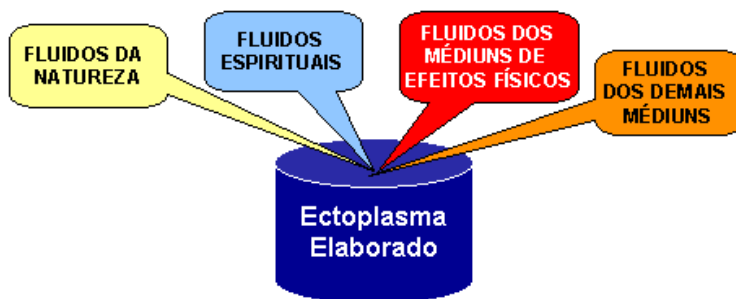 FLUIDOS DA
NATUREZA
FLUIDOS
ESPIRITUAIS
FLUIDOS DOS
MÉDIUNS DE
EFEITOS FÍSICOS
FLUIDOS
DOS DEMAIS
MÉDIUNS
Ectoplasma
Elaborado